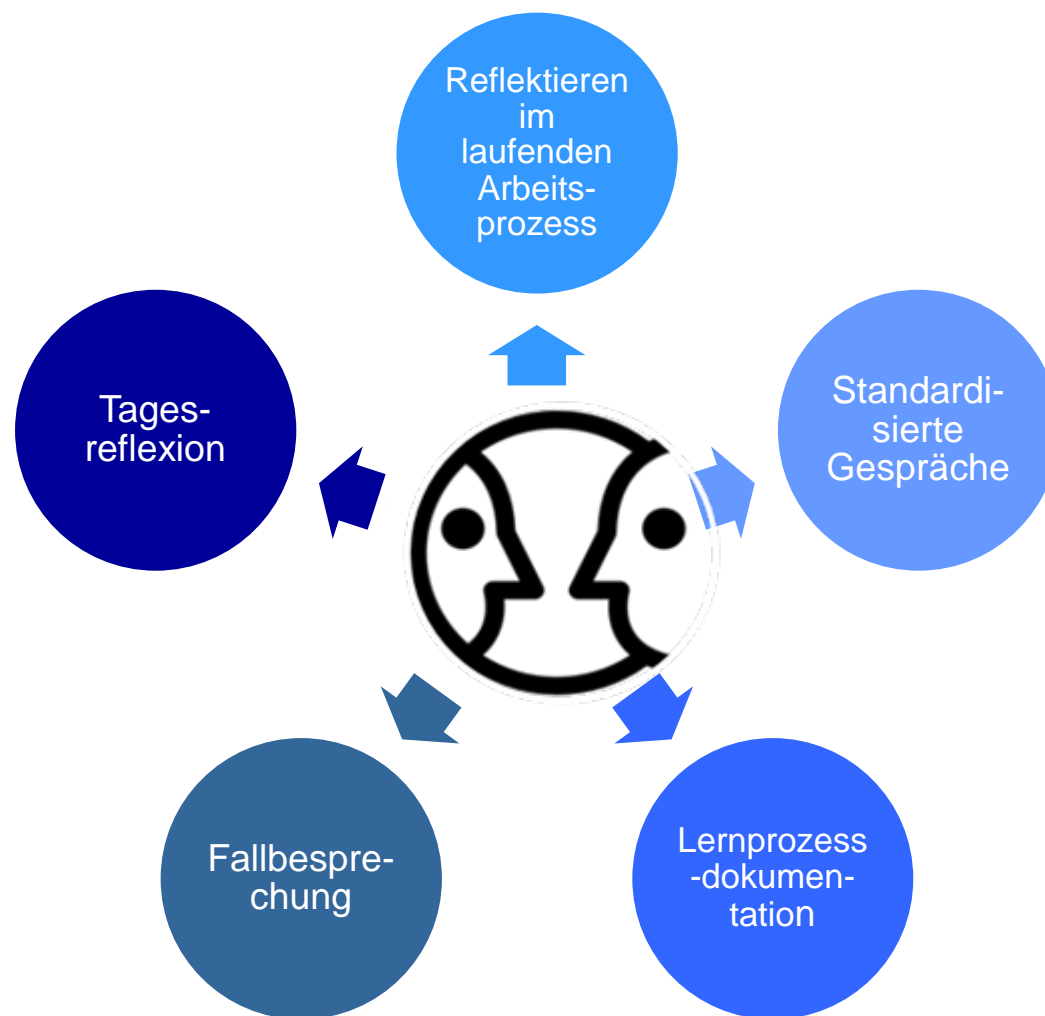 Reflektieren
im
laufenden
Arbeits-
prozess
Standardi-
sierte
Gespräche
Lernprozess
-dokumen-
tation
Fallbespre-
chung
Tages-
reflexion